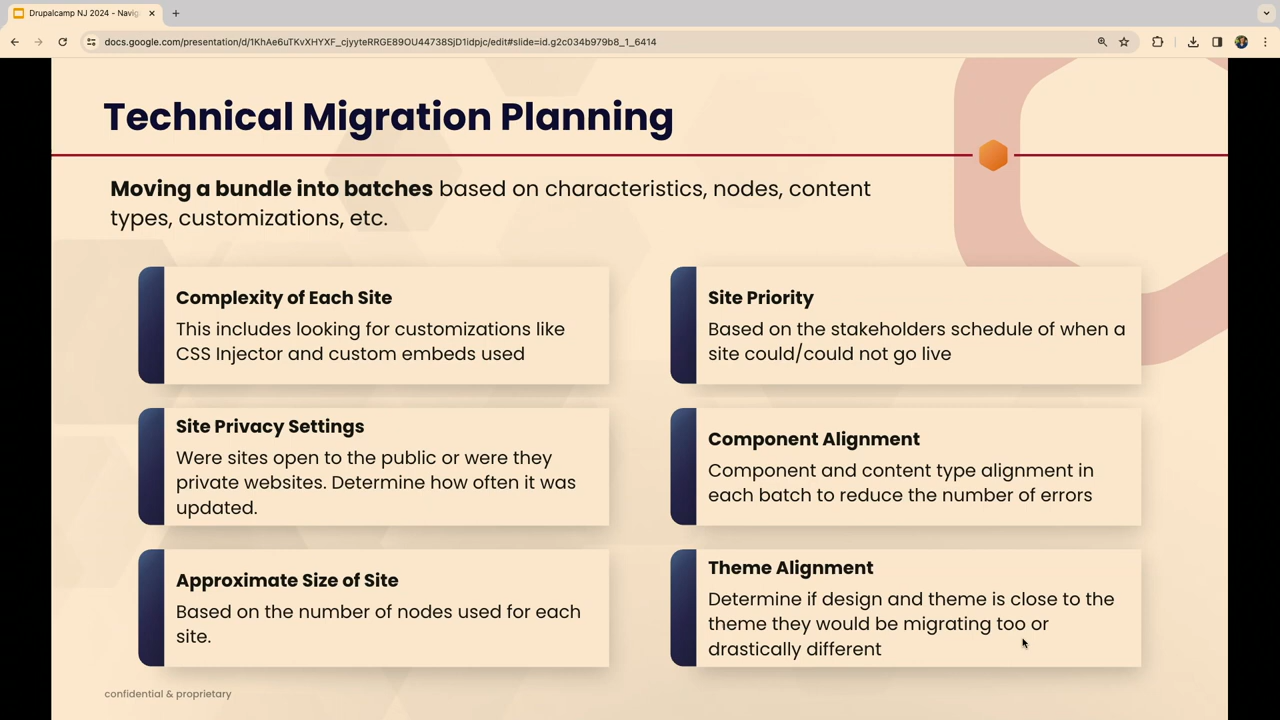 Drupalcamp NJ 2024 - Navig
docs.google.com/presentation/d/1KhAe6uTKvXHYXF_cjyyteRRGE89OU44738SjD1idpjc/edit#slide=id.g2c034b979b8_1_6414
Technical Migration Planning
Moving a bundle into batches based on characteristics, nodes, content
types, customizations, etc.
Complexity of Each Site
This includes looking for customizations like
CSS Injector and custom embeds used
Site Priority
Based on the stakeholders schedule of when a
site could/could not go live
Site Privacy Settings
Were sites open to the public or were they
private websites. Determine how often it was
updated.
Component Alignment
Component and content type alignment in
each batch to reduce the number of errors
Approximate Size of Site
Based on the number of nodes used for each
site.
Theme Alignment
Determine if design and theme is close to the
theme they would be migrating too or
drastically different
confidential & proprietary